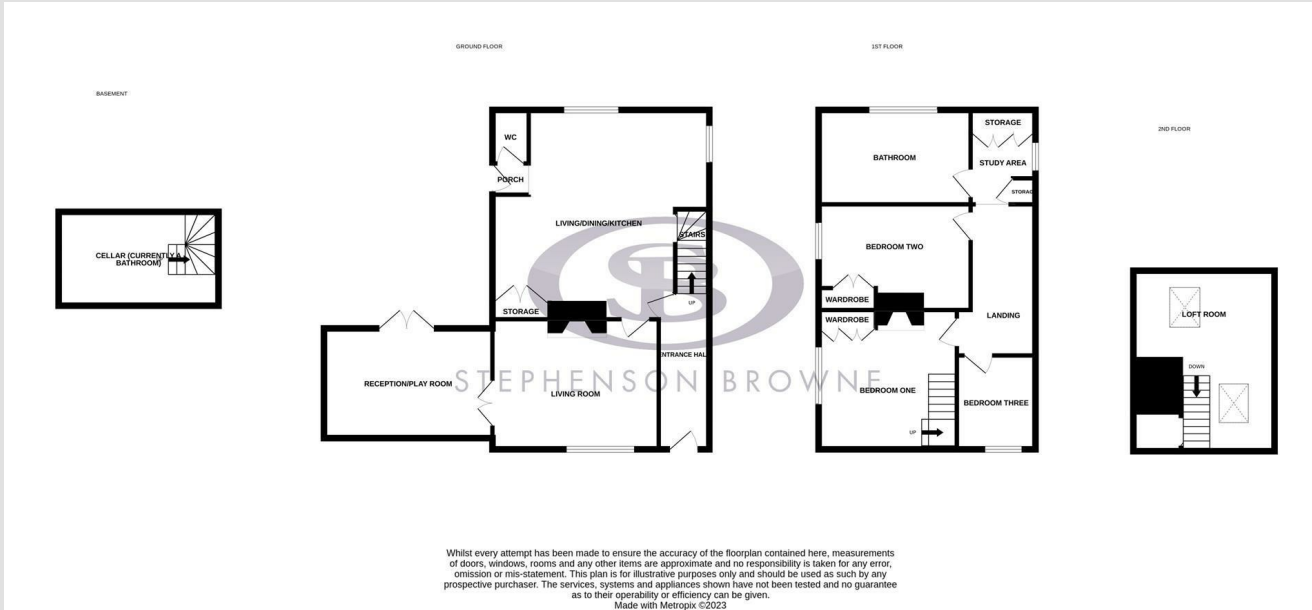 BASEMENT
CELLAR (CURRENTLY A
BATHROOM)
GROUND FLOOR
WC
PORCH
LIVING/DINING/KITCHEN
STAIRS
UP
STORAGE
ENTRANCE HALL
RECEPTION/PLAY ROOM
LIVING ROOM
1ST FLOOR
STORAGE
BATHROOM
STUDY AREA
STORAG
BEDROOM TWO
WARDROBE
WARDROBE
LANDING
BEDROOM ONE
BEDROOM THREE
UP
2ND FLOOR
LOFT ROOM
DOWN
SB
STEPHENSON BROWNE
Whilst every attempt has been made to ensure the accuracy of the floorplan contained here, measurements
of doors, windows, rooms and any other items are approximate and no responsibility is taken for any error,
omission or mis-statement. This plan is for illustrative purposes only and should be used as such by any
prospective purchaser. The services, systems and appliances shown have not been tested and no guarantee
as to their operability or efficiency can be given.
Made with Metropix ©2023